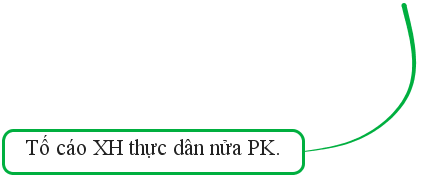 Tố cáo XH thực dân nửa PK.